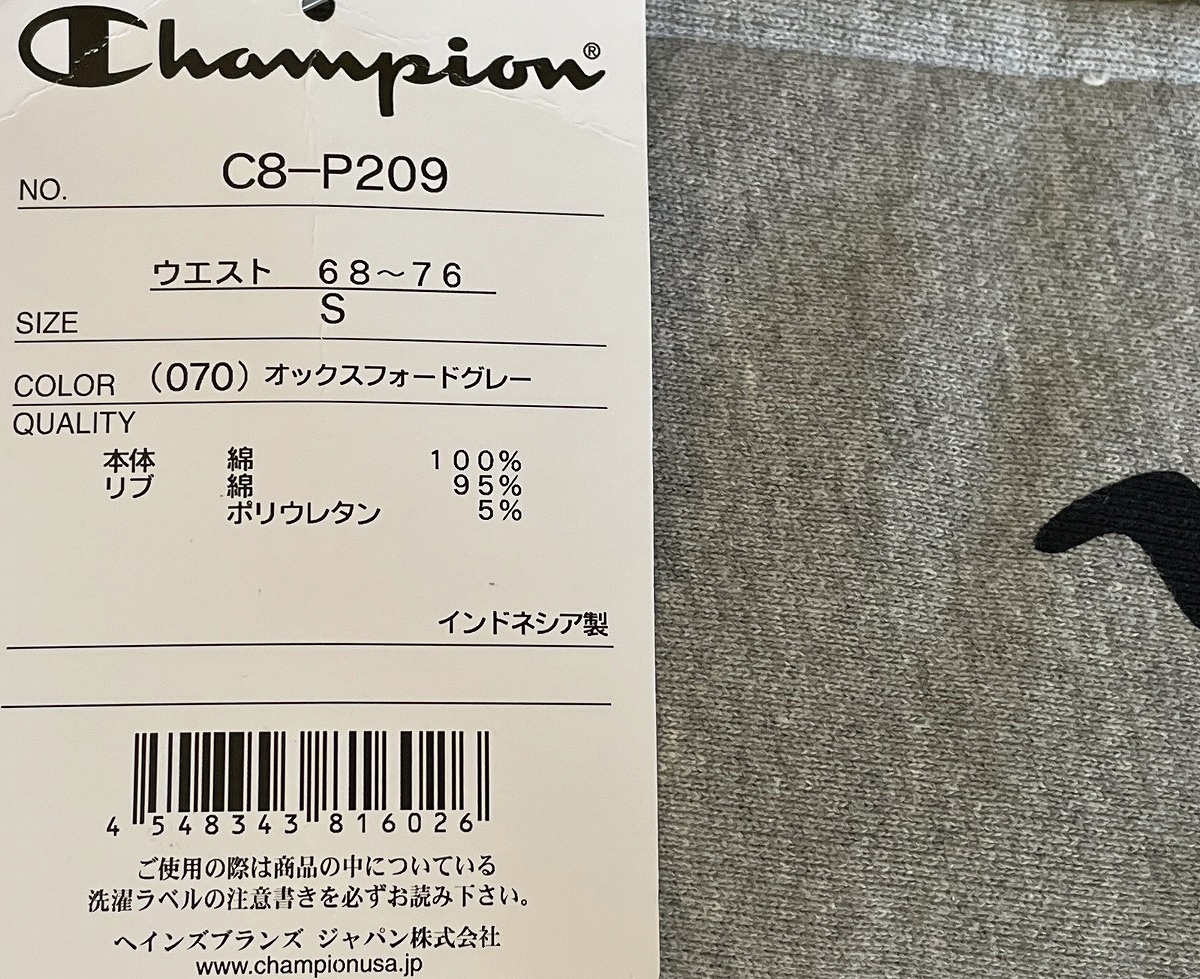 Champion®
NO. C8-P209
ウエスト 68～76
SIZE S
COLOR (070) オックスフォードグレー
QUALITY
本体 綿 100%
リブ 綿 95%
ポリウレタン 5%
インドネシア製
4 548343 816026
ご使用の際は商品の中についている
洗濯ラベルの注意書きを必ずお読み下さい。
ヘインズブランズ ジャパン株式会社
www.championusa.jp